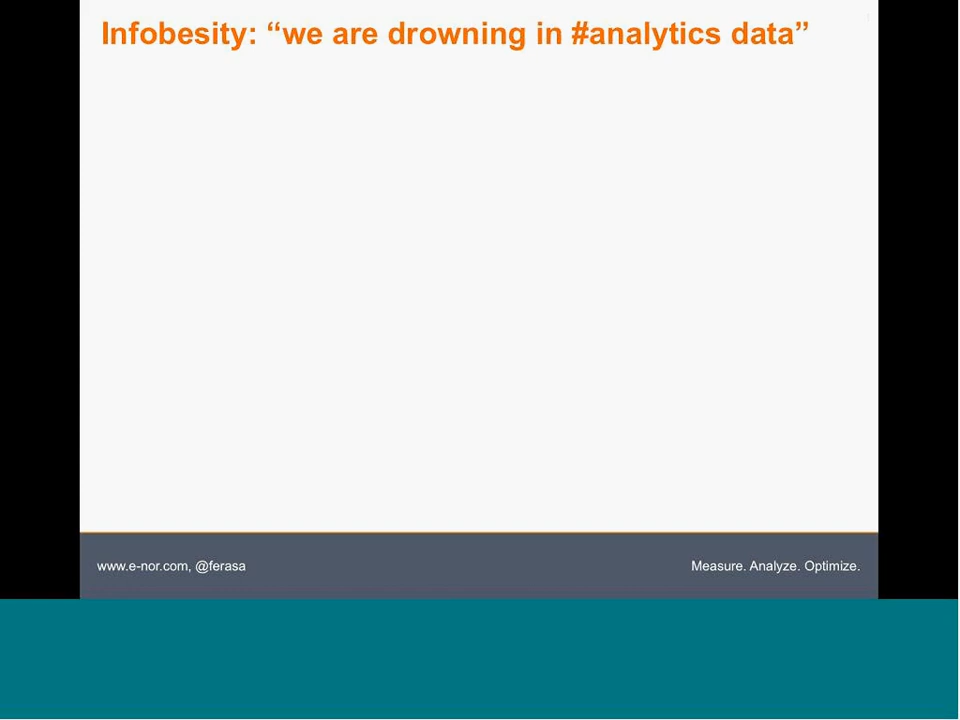 Infobesity: “we are drowning in #analytics data”
www.e-nor.com, @ferasa
Measure. Analyze. Optimize.